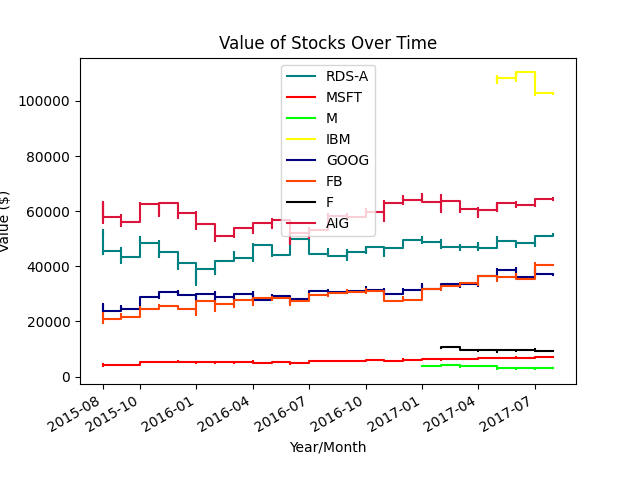 Value of Stocks Over Time
RDS-A
MSFT
M
IBM
GOOG
FB
F
AIG
Value ($)
100000
80000
60000
40000
20000
0
2015-08
2015-10
2016-01
2016-04
2016-07
2016-10
2017-01
2017-04
2017-07
Year/Month